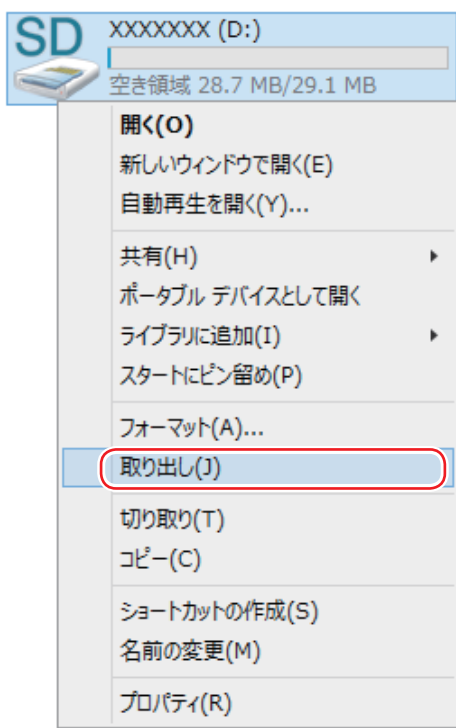 SD
XXXXXXX (D:)
空き領域 28.7 MB/29.1 MB
開く(O)
新しいウィンドウで開く(E)
自動再生を開く(Y)...
共有(H)
ポータブル デバイスとして開く
ライブラリに追加(I)
スタートにピン留め(P)
フォーマット(A)...
取り出し(J)
切り取り(T)
コピー(C)
ショートカットの作成(S)
名前の変更(M)
プロパティ(R)